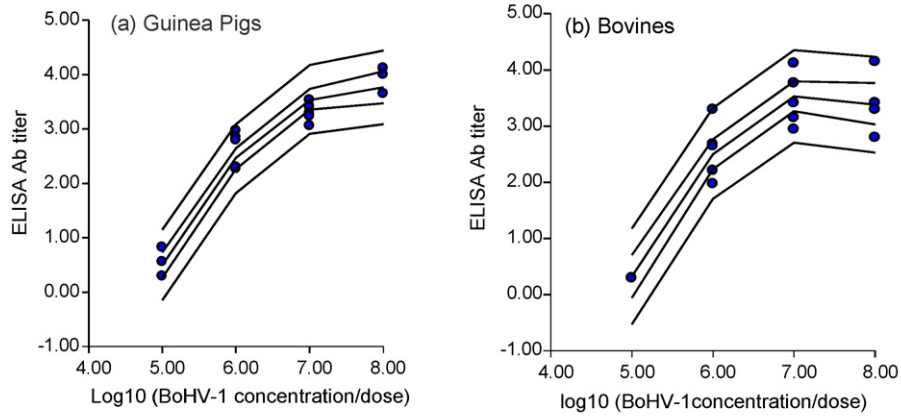 (a) Guinea Pigs
5.00
4.00
3.00
2.00
1.00
0.00
-1.00
ELISA Ab titer
4.00 5.00 6.00 7.00 8.00
Log10 (BoHV-1 concentration/dose)
(b) Bovines
5.00
4.00
3.00
2.00
1.00
0.00
-1.00
ELISA Ab titer
4.00 5.00 6.00 7.00 8.00
log10 (BoHV-1concentration/dose)